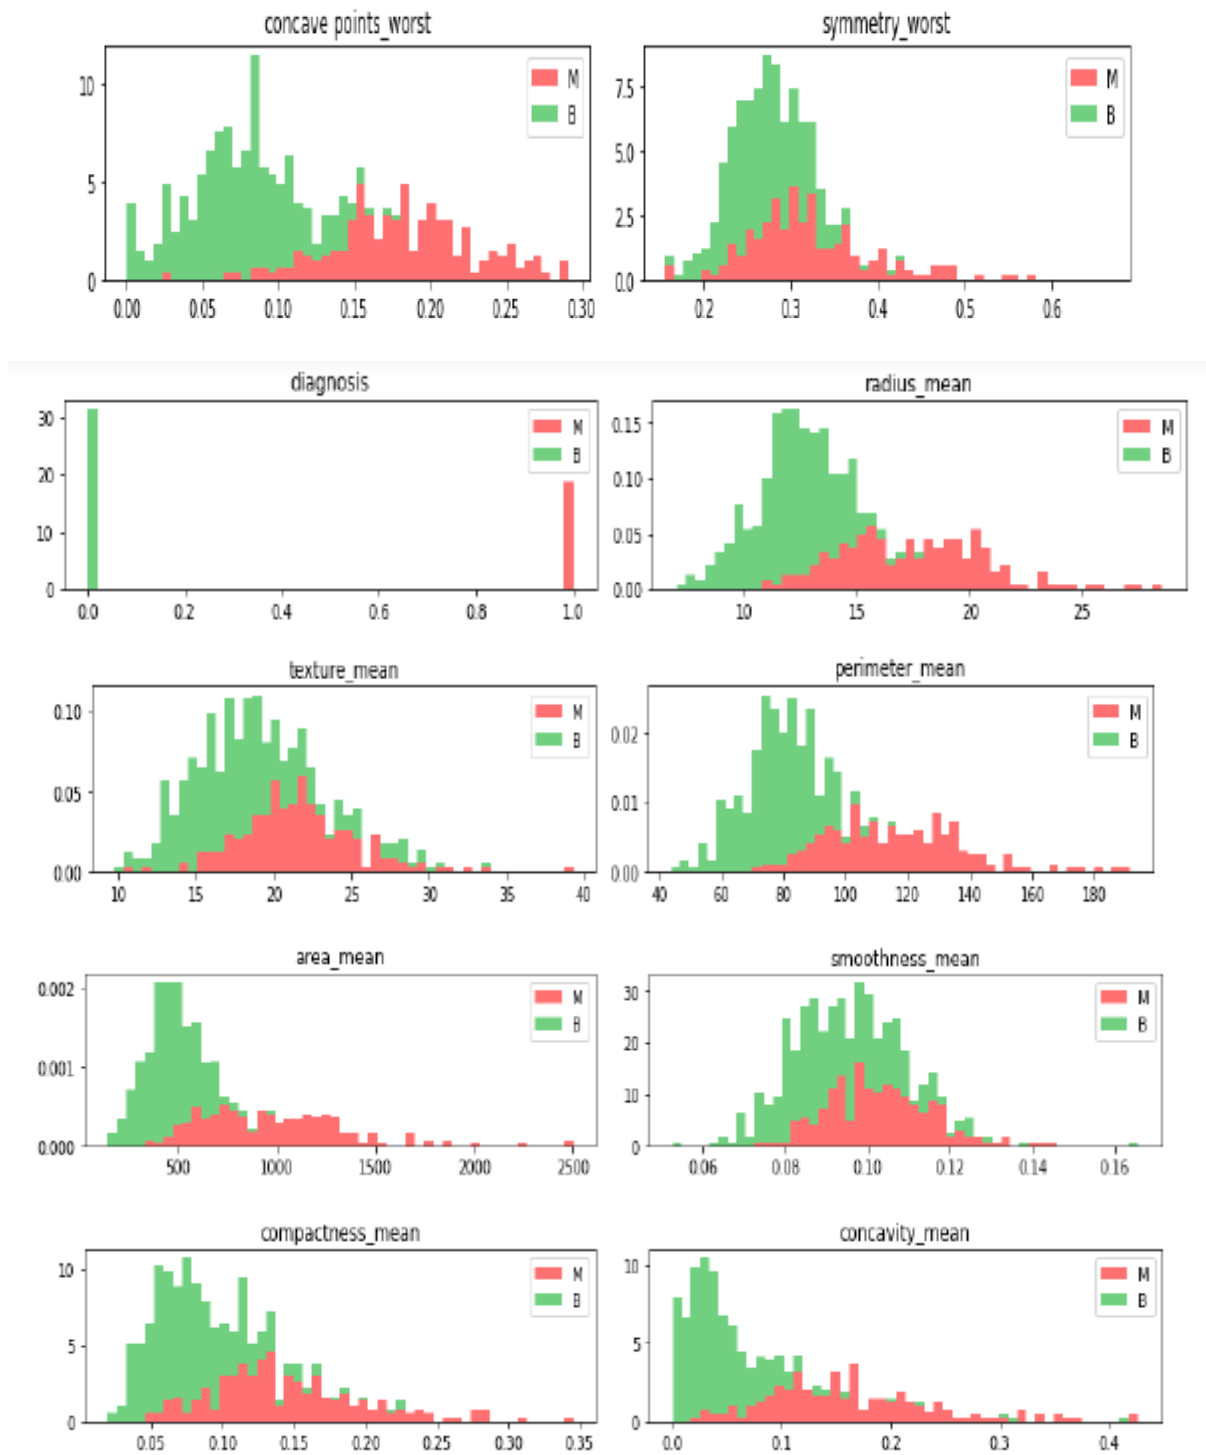 concave points_worst
symmetry_worst
10
5
0
M
B
0.00 0.05 0.10 0.15 0.20 0.25 0.30
7.5
5.0
2.5
0.0
M
B
0.2 0.3 0.4 0.5 0.6
diagnosis
radius_mean
30
20
10
0
M
B
0.0 0.2 0.4 0.6 0.8 1.0
0.15
0.10
0.05
0.00
M
B
10 15 20 25
texture_mean
perimeter_mean
0.10
0.05
0.00
M
B
10 15 20 25 30 35 40
0.02
0.01
0.00
M
B
40 60 80 100 120 140 160 180
area_mean
smoothness_mean
0.002
0.001
0.000
M
B
500 1000 1500 2000 2500
30
20
10
0
M
B
0.06 0.08 0.10 0.12 0.14 0.16
compactness_mean
concavity_mean
10
5
0
M
B
0.05 0.10 0.15 0.20 0.25 0.30 0.35
10
5
0
M
B
0.0 0.1 0.2 0.3 0.4